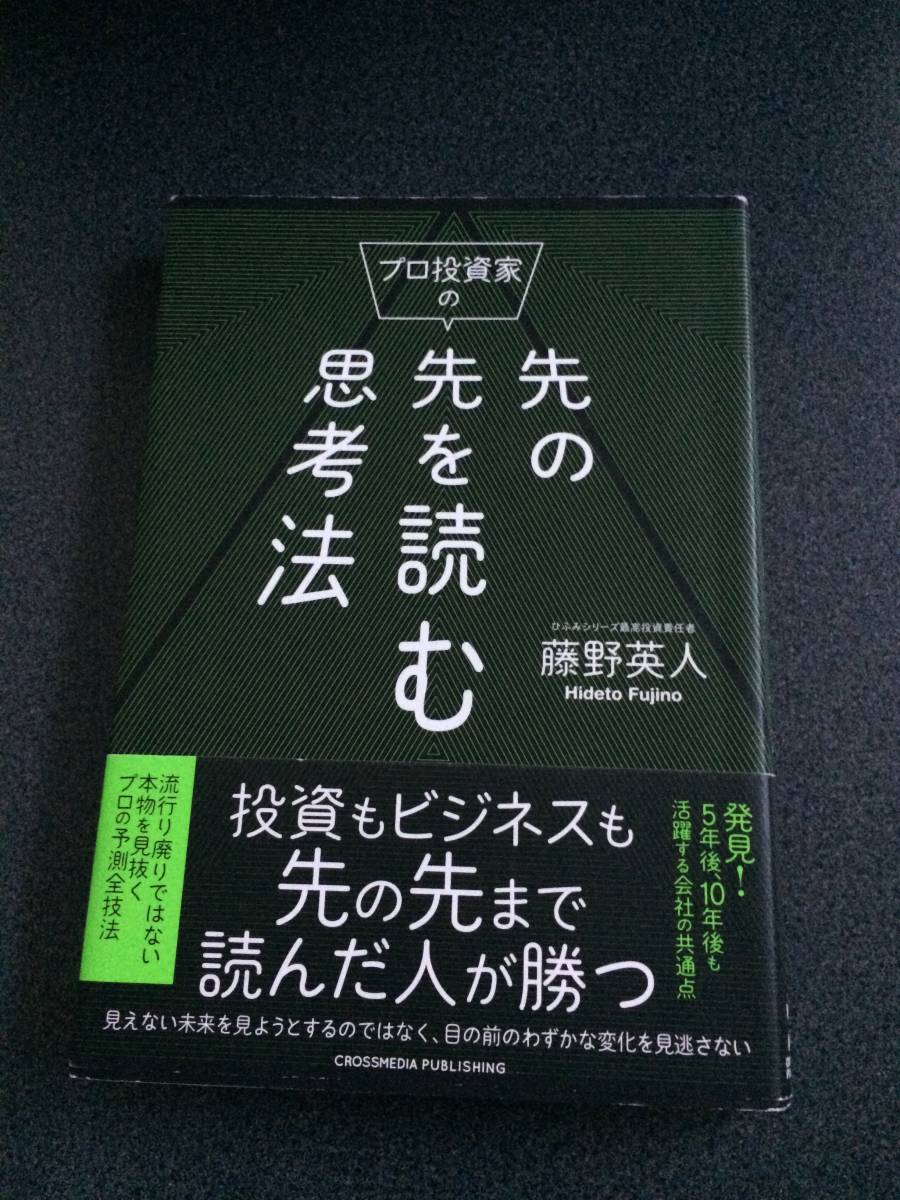 プロ投資家
の
先の
先を読む
思考法
ひふみシリーズ最高投資責任者
藤野英人
Hideto Fujino
発見!
5年後、10年後も
活躍する会社の共通点
投資もビジネスも
先の先まで
読んだ人が勝つ
流行り廃りではない
本物を見抜く
プロの予測全技法
見えない未来を見ようとするのではなく、目の前のわずかな変化を見逃さない
CROSSMEDIA PUBLISHING